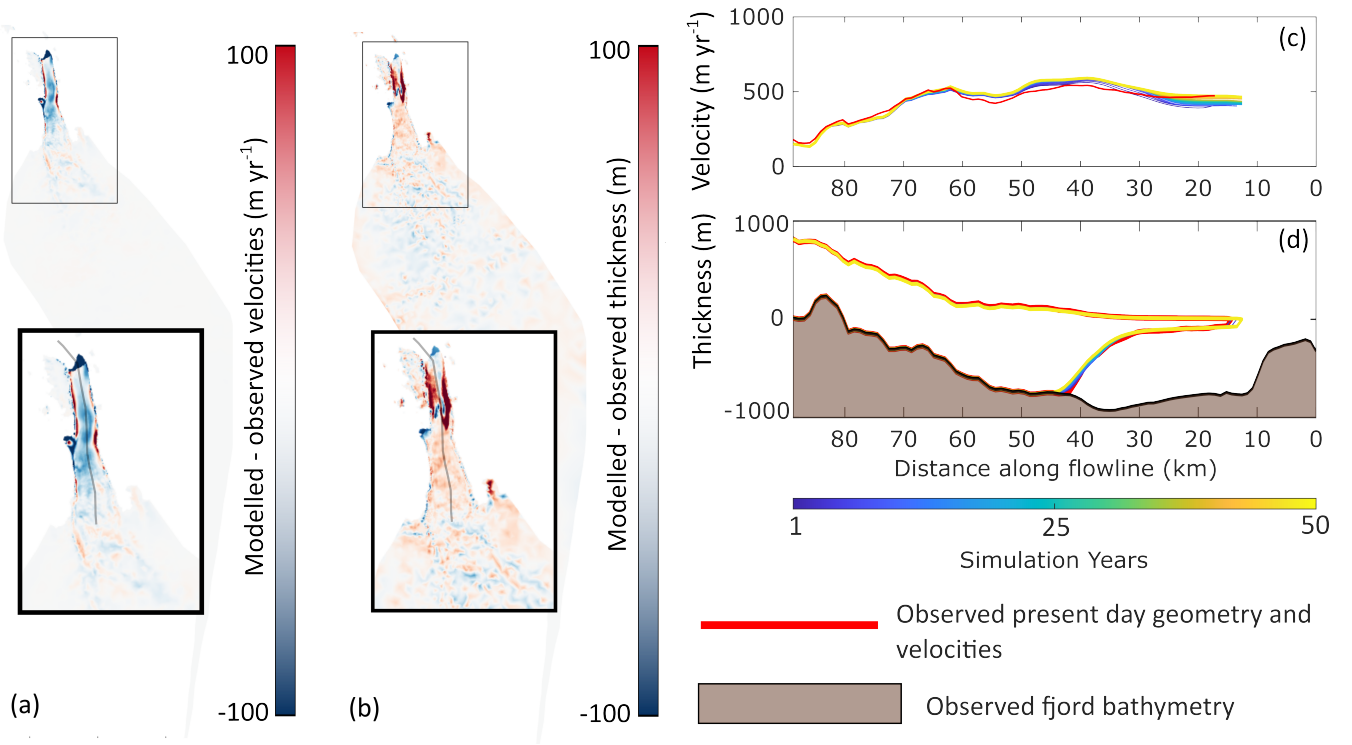 100
Modelled - observed velocities (m yr-1)
-100
(a)
100
Modelled - observed thickness (m)
-100
(b)
1000
500
0
Velocity (m yr-1)
(c)
80 70 60 50 40 30 20 10 0
1000
0
-1000
Thickness (m)
(d)
80 70 60 50 40 30 20 10 0
Distance along flowline (km)
1 25 50
Simulation Years
Observed present day geometry and
velocities
Observed fjord bathymetry